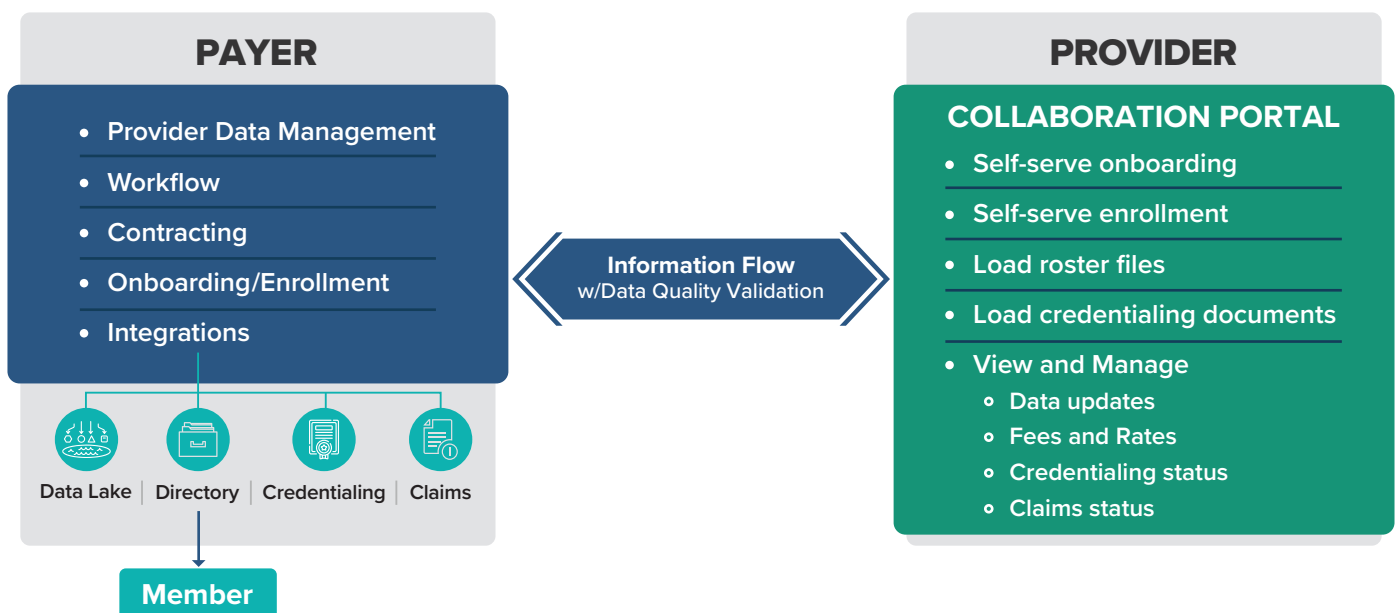 PAYER
• Provider Data Management
• Workflow
• Contracting
• Onboarding/Enrollment
• Integrations
Data Lake | Directory | Credentialing | Claims
Member
Information Flow
w/Data Quality Validation
PROVIDER
COLLABORATION PORTAL
• Self-serve onboarding
• Self-serve enrollment
• Load roster files
• Load credentialing documents
• View and Manage
Data updates
Fees and Rates
Credentialing status
Claims status